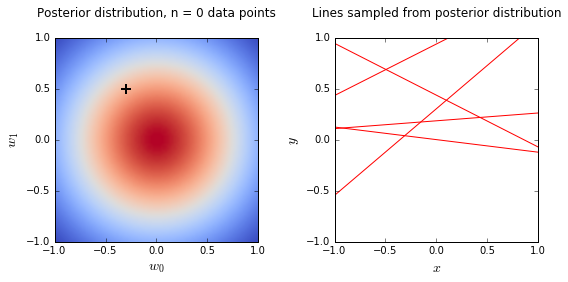 Posterior distribution, n = 0 data points
Lines sampled from posterior distribution
1.0
0.5
0.0
−0.5
−1.0
w₁
−1.0 −0.5 0.0 0.5 1.0
w₀
1.0
0.5
0.0
−0.5
−1.0
y
−1.0 −0.5 0.0 0.5 1.0
x